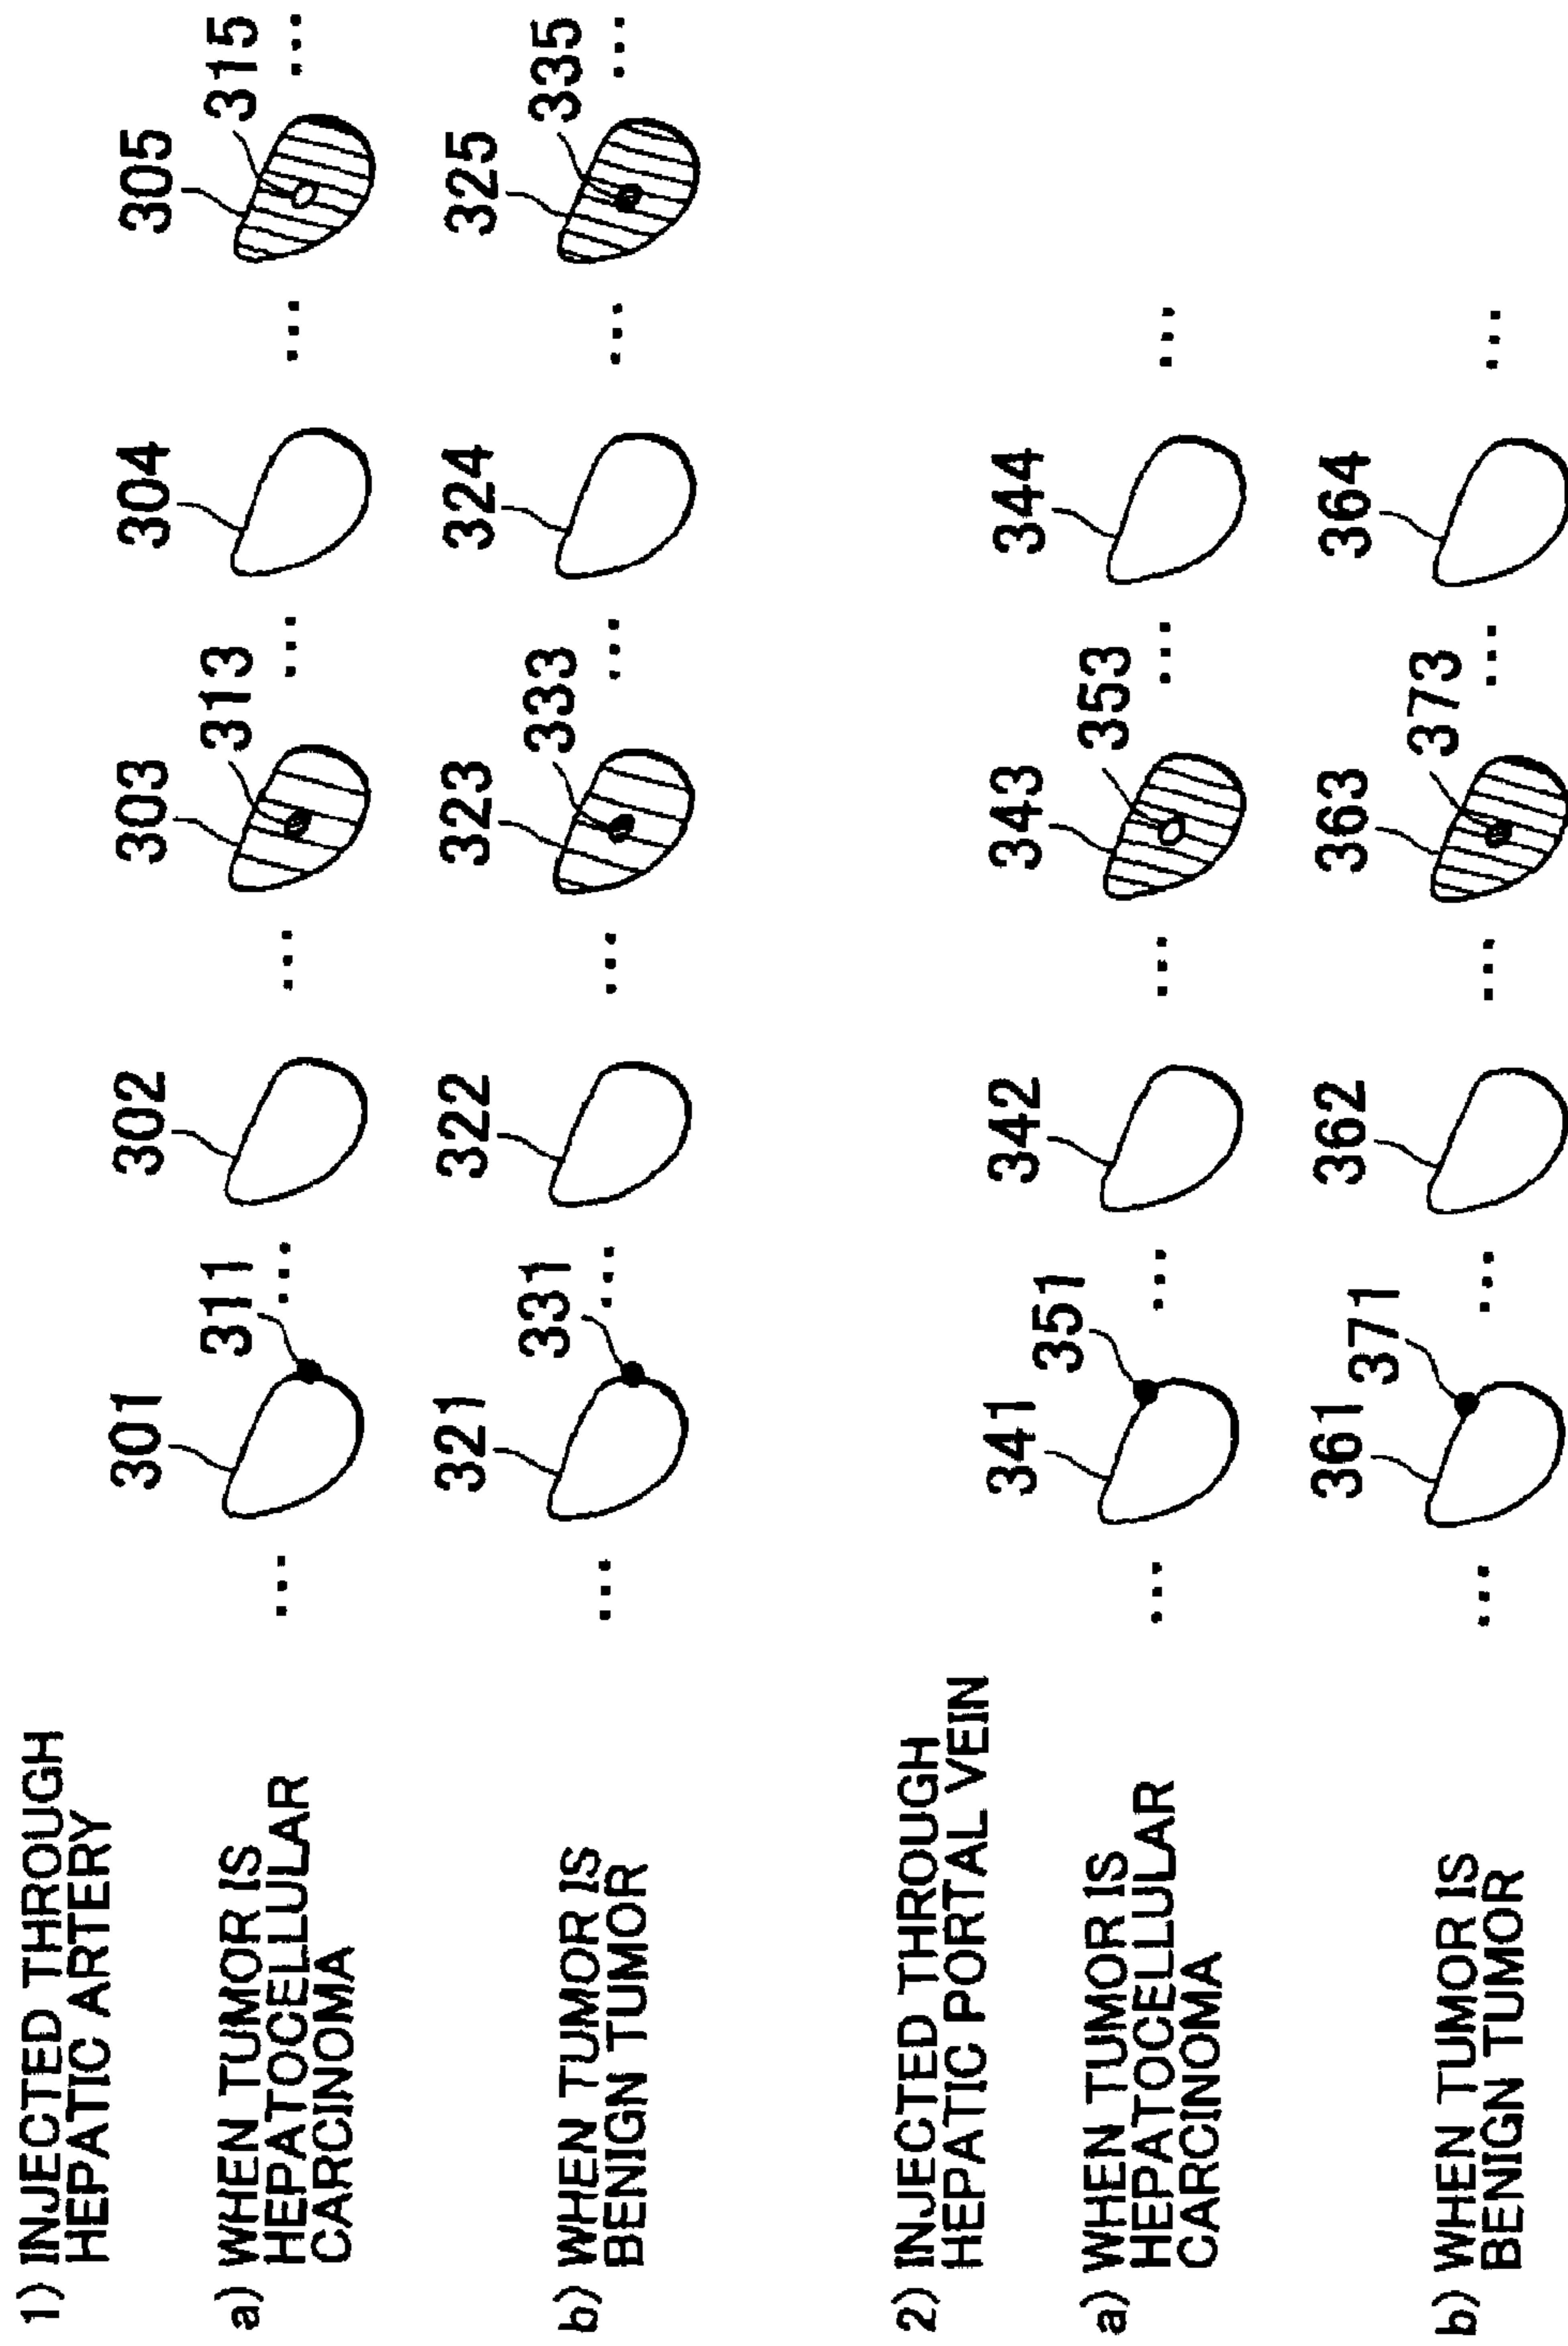 1) INJECTED THROUGH
HEPATIC ARTERY
a) WHEN TUMOR IS
HEPATOCELLULAR
CARCINOMA
301 302 303 304 305
311 313 315
... ... ... ... ... ...
b) WHEN TUMOR IS
BENIGN TUMOR
321 322 323 324 325
331 333 335
... ... ... ... ... ...
2) INJECTED THROUGH
HEPATIC PORTAL VEIN
a) WHEN TUMOR IS
HEPATOCELLULAR
CARCINOMA
341 342 343 344
351 353
... ... ... ... ...
b) WHEN TUMOR IS
BENIGN TUMOR
361 362 363 364
371 373
... ... ... ... ...